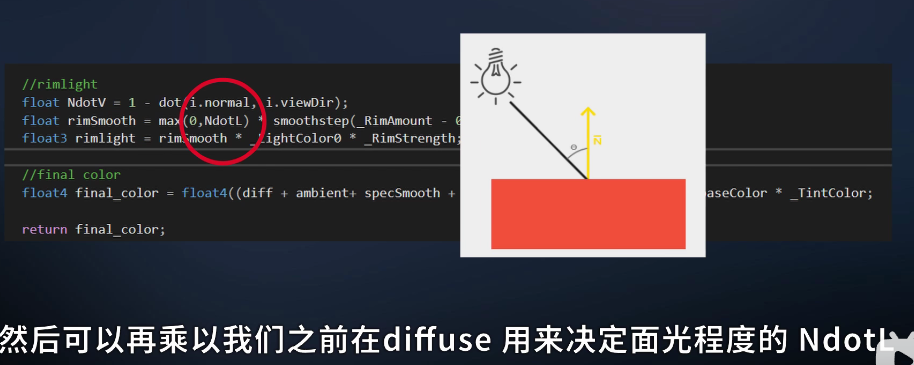 //rimlight
float NdotV = 1 - dot(i.normal, i.viewDir);
float rimSmooth = max(0,NdotL) * smoothstep(_RimAmount - 0
float3 rimlight = rimSmooth * _LightColor0 * _RimStrength;
//final color
float4 final_color = float4((diff + ambient+ specSmooth + aseColor * _TintColor;
return final_color;
θ
N
然后可以再乘以我们之前在diffuse 用来决定面光程度的 NdotL